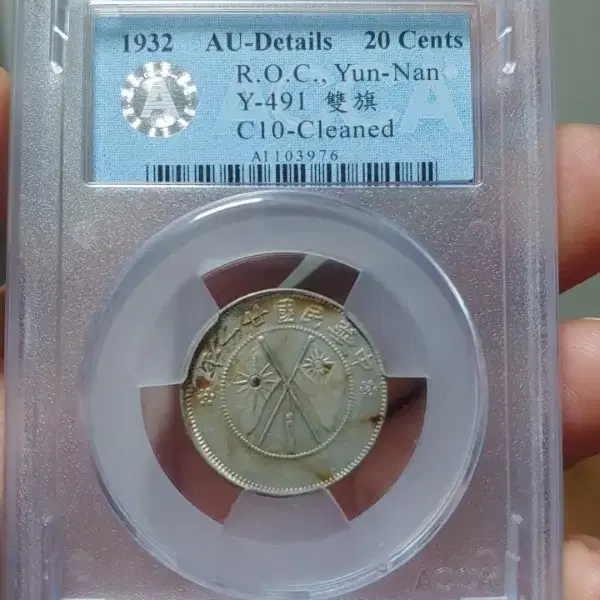 1932 AU-Details 20 Cents
R.O.C., Yun-Nan
Y-491 雙旗
C10-Cleaned
A1103976
A
ACCA
中華民國廿一年
ACCA